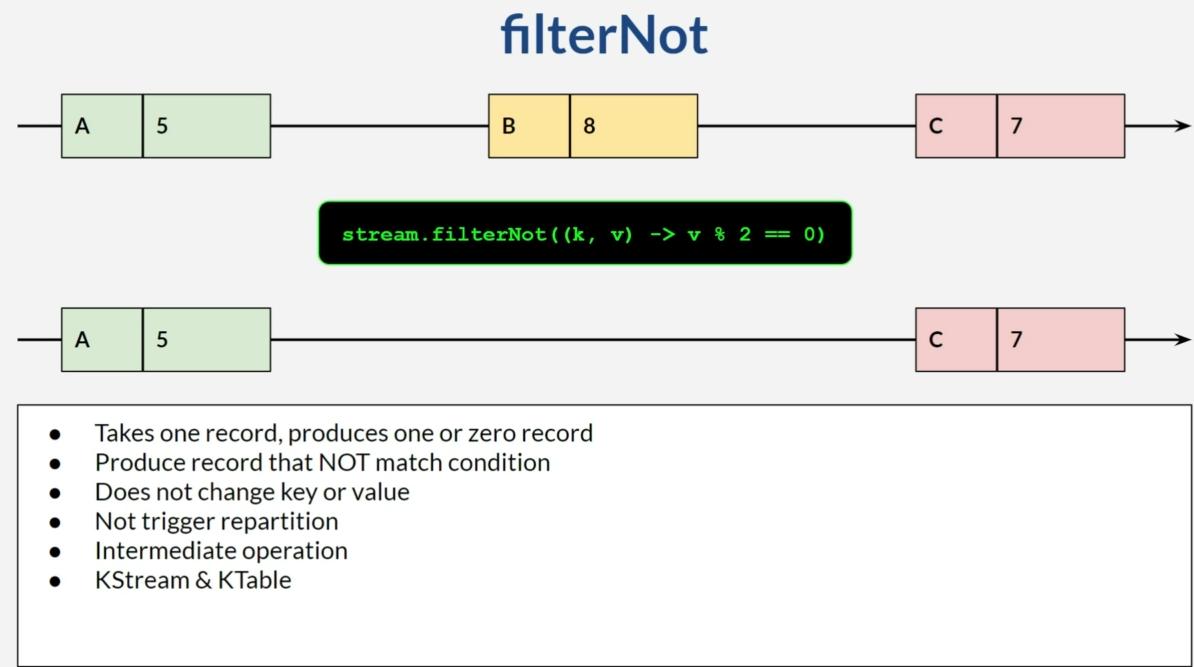 filterNot
A 5 B 8 C 7
stream.filterNot((k, v) -> v % 2 == 0)
A 5 C 7
● Takes one record, produces one or zero record
● Produce record that NOT match condition
● Does not change key or value
● Not trigger repartition
● Intermediate operation
● KStream & KTable